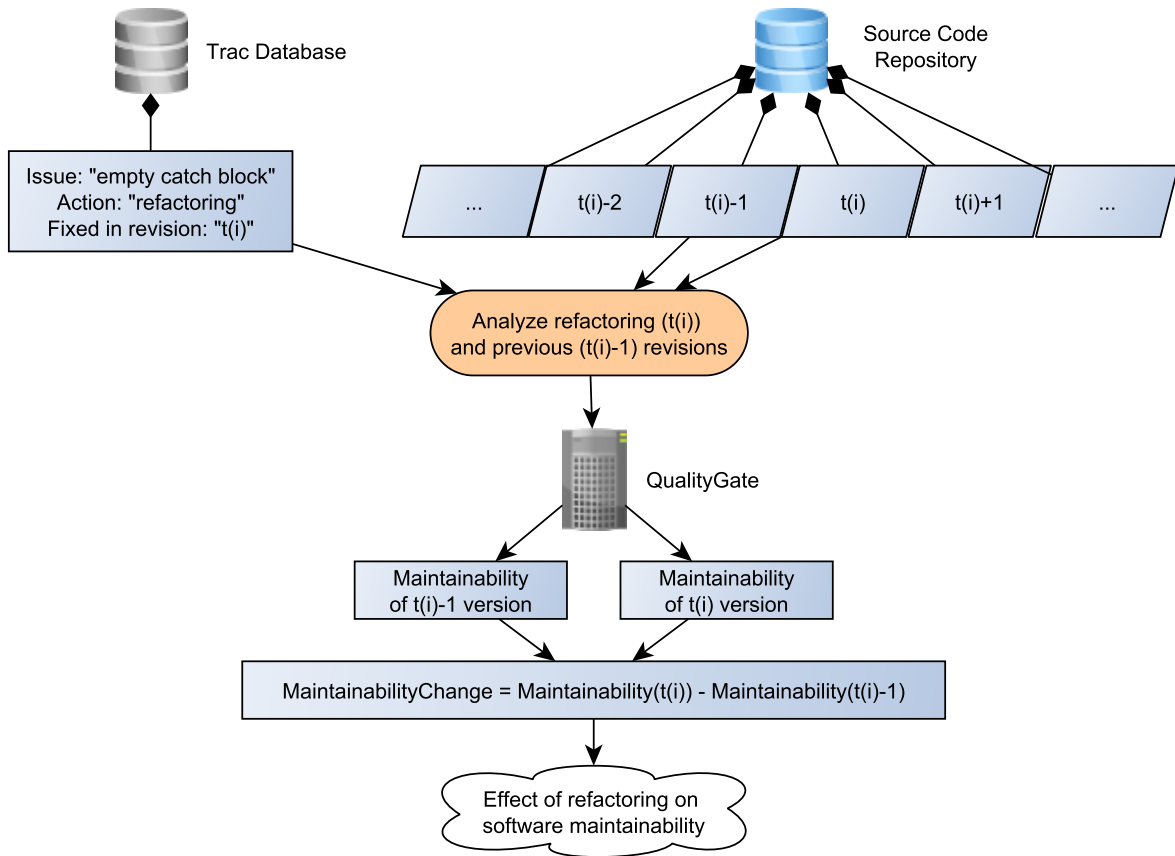 Trac Database
Source Code
Repository
Issue: "empty catch block"
Action: "refactoring"
Fixed in revision: "t(i)"
...
t(i)-2
t(i)-1
t(i)
t(i)+1
...
Analyze refactoring (t(i))
and previous (t(i)-1) revisions
QualityGate
Maintainability
of t(i)-1 version
Maintainability
of t(i) version
MaintainabilityChange = Maintainability(t(i)) - Maintainability(t(i)-1)
Effect of refactoring on
software maintainability